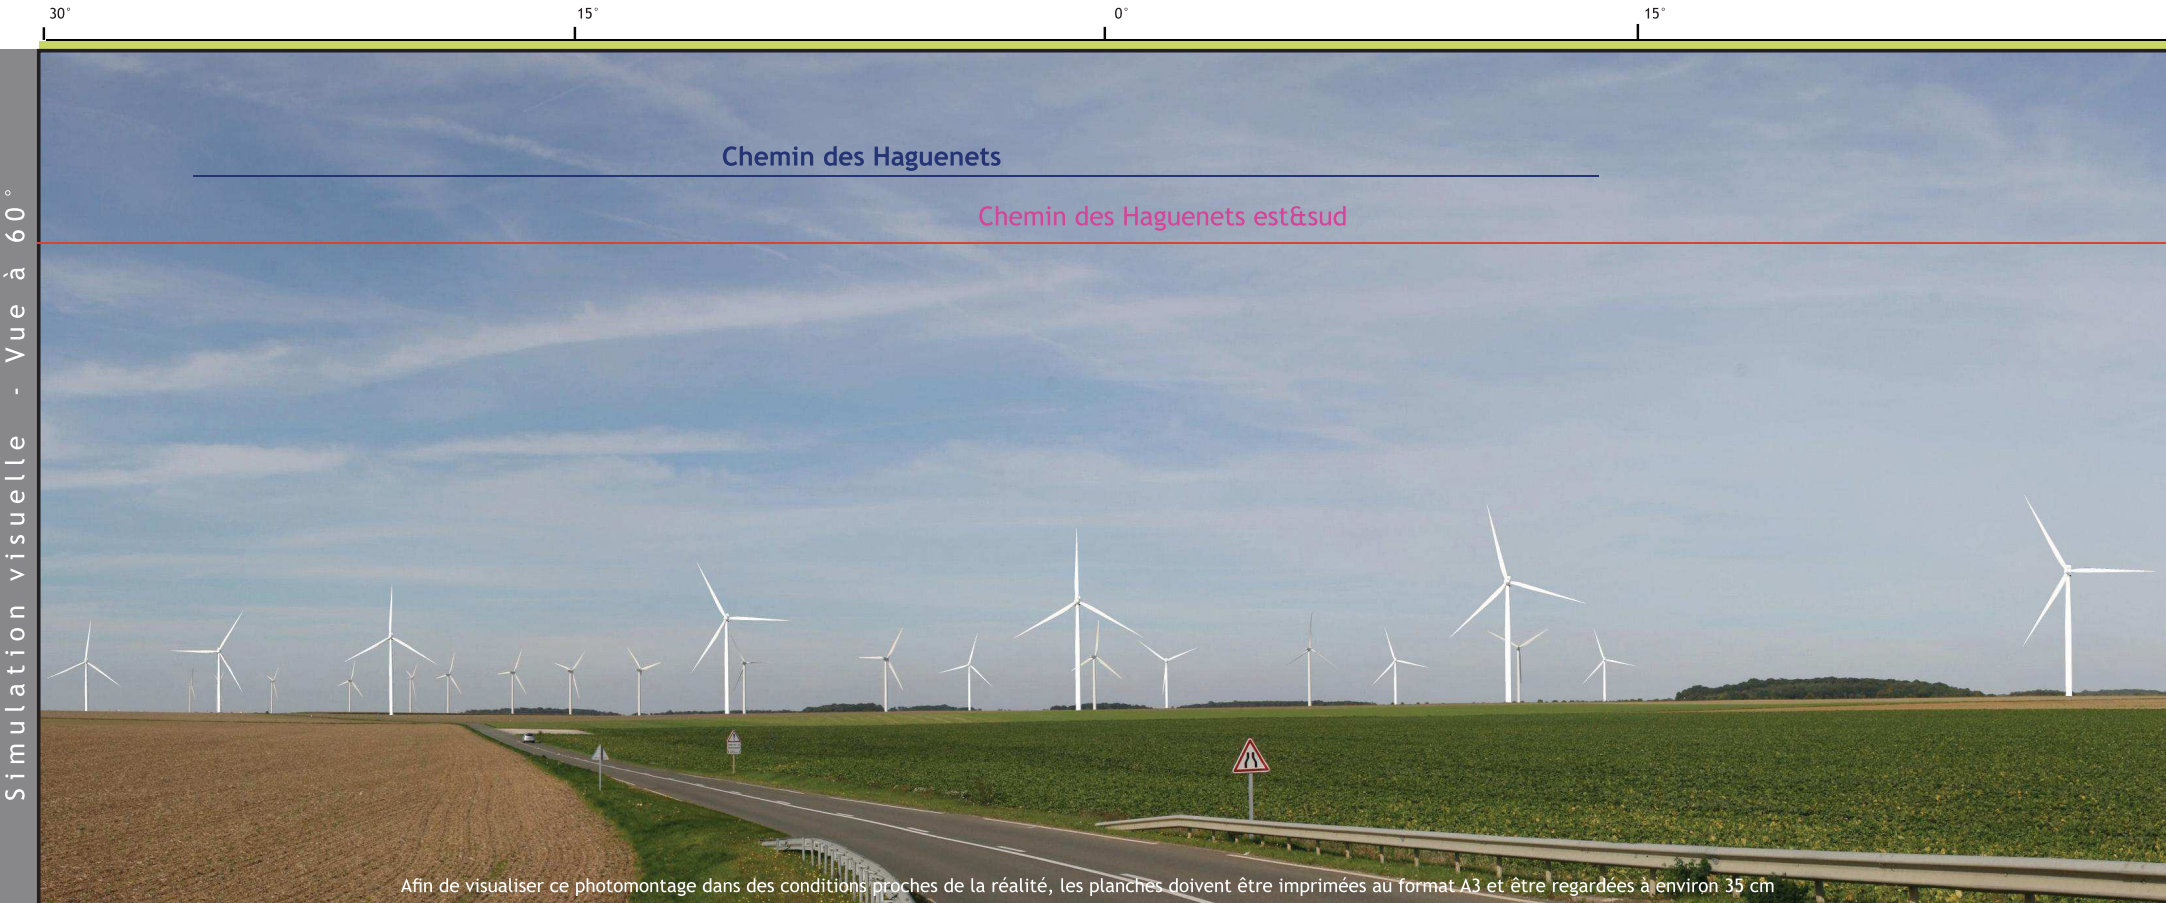 30° 15° 0° 15°
Chemin des Haguenets
Chemin des Haguenets est&sud
Simulation visuelle - Vue à 60°
Afin de visualiser ce photomontage dans des conditions proches de la réalité, les planches doivent être imprimées au format A3 et être regardées à environ 35 cm